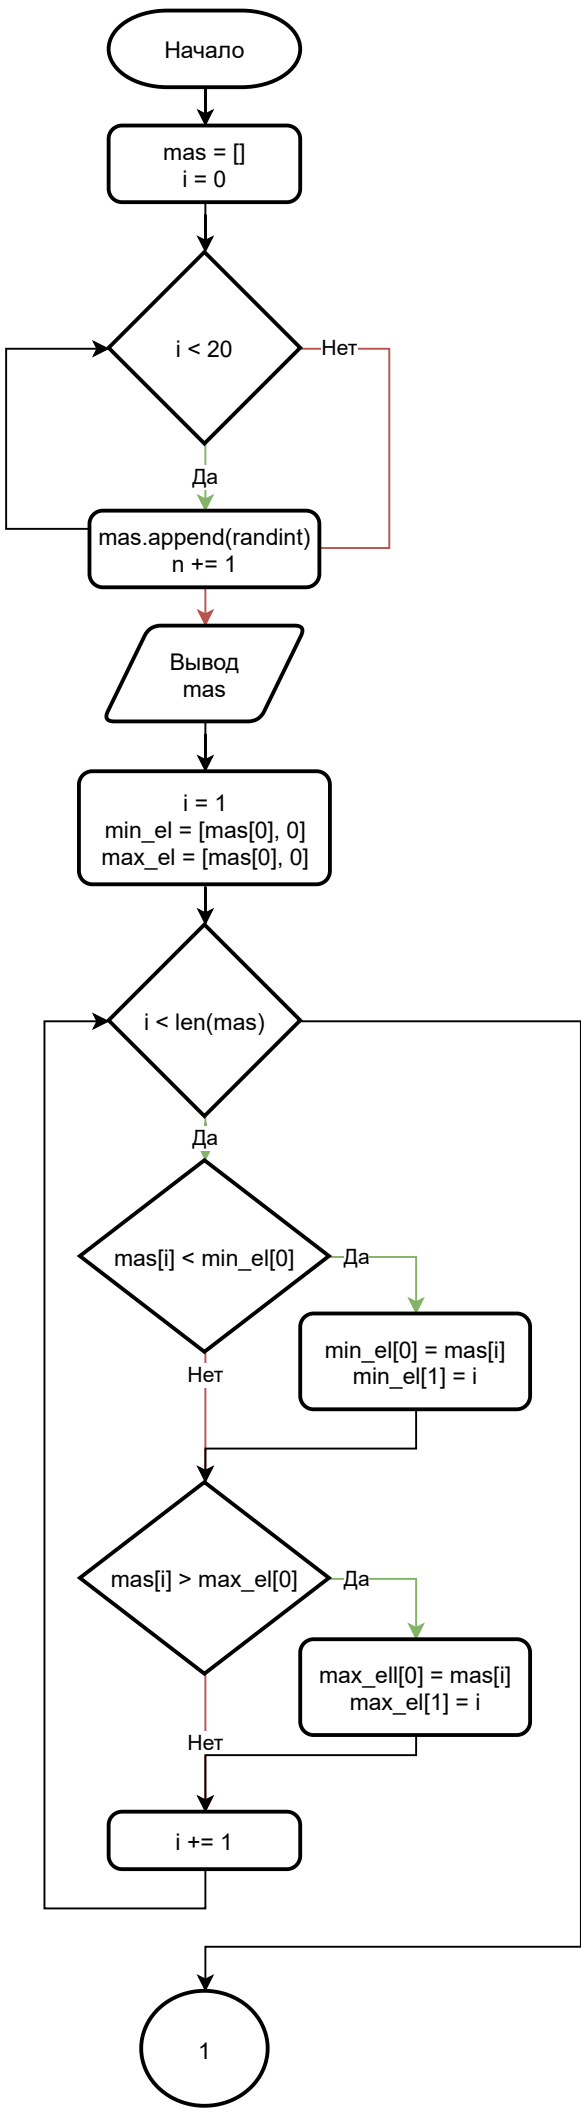 Начало
mas = []
i = 0
i < 20
Нет
Да
mas.append(randint)
n += 1
Вывод
mas
i = 1
min_el = [mas[0], 0]
max_el = [mas[0], 0]
i < len(mas)
Да
mas[i] < min_el[0]
Да
min_el[0] = mas[i]
min_el[1] = i
Нет
mas[i] > max_el[0]
Да
max_ell[0] = mas[i]
max_el[1] = i
Нет
i += 1
1